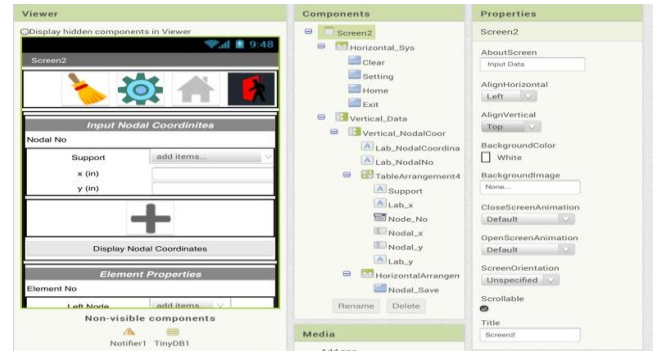 Viewer
Display hidden components in Viewer
9:48
Screen2
Input Nodal Coordinites
Nodal No
Support add items...
x (in)
y (in)
Display Nodal Coordinates
Element Properties
Element No
Left Node add items...
Non-visible components
Notifier1 TinyDB1
Components
Screen2
Horizontal_Sys
Clear
Setting
Home
Exit
Vertical_Data
Vertical_NodalCoor
Lab_NodalCoordina
Lab_NodalNo
TableArrangement4
Support
Lab_x
Node_No
Nodal_x
Nodal_y
Lab_y
HorizontalArrangem
Nodal_Save
Rename Delete
Media
Properties
Screen2
AboutScreen
Input Data
AlignHorizontal
Left
AlignVertical
Top
BackgroundColor
White
BackgroundImage
None...
CloseScreenAnimation
Default
OpenScreenAnimation
Default
ScreenOrientation
Unspecified
Scrollable
Title
Screen2